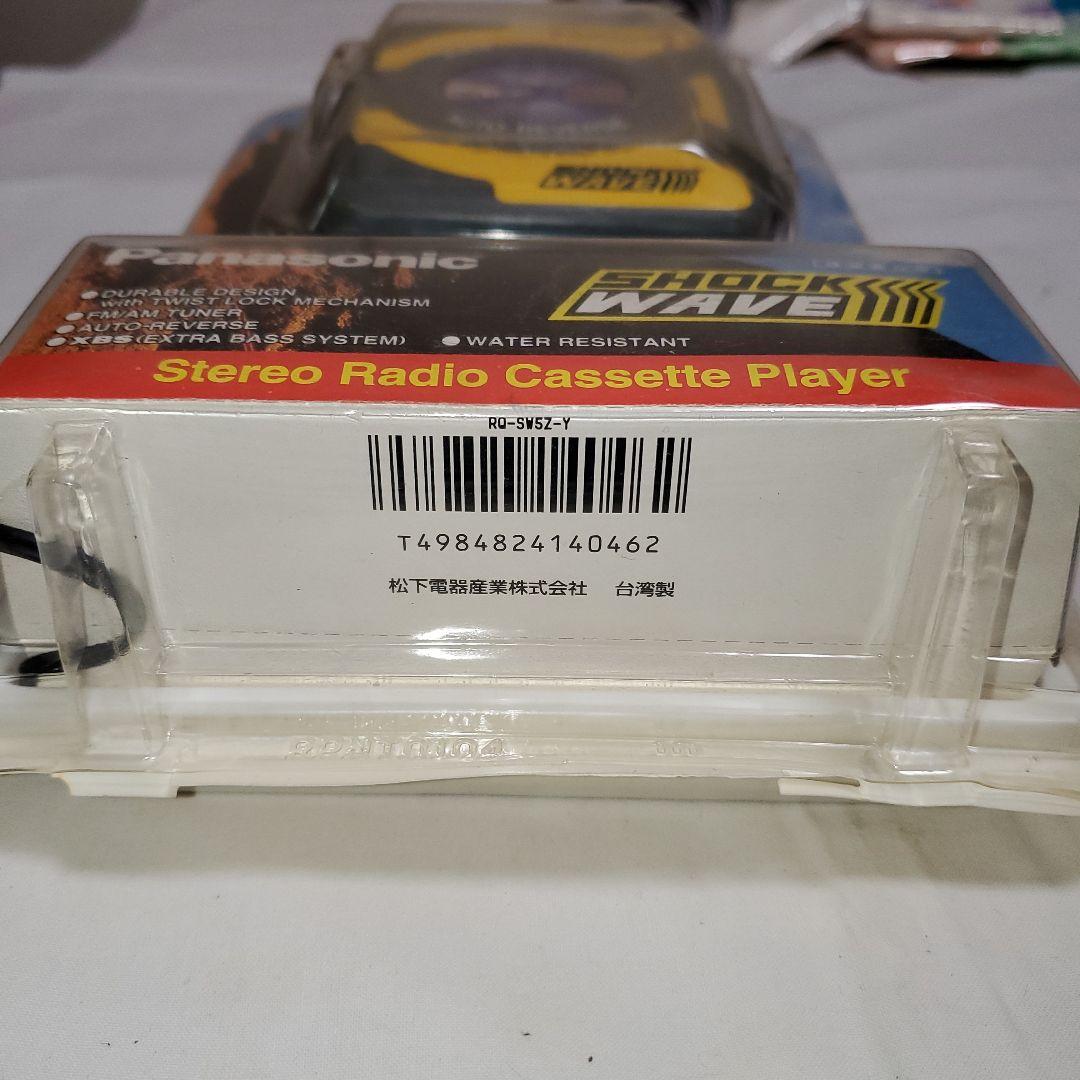 SHOCK
WAVE
Panasonic
SHOCK
WAVE
●DURABLE DESIGN
with TWIST LOCK MECHANISM
●FM/AM TUNER
●AUTO-REVERSE
●XBS (EXTRA BASS SYSTEM) ●WATER RESISTANT
Stereo Radio Cassette Player
RQ-SW5Z-Y
T4984824140462
松下電器産業株式会社 台湾製